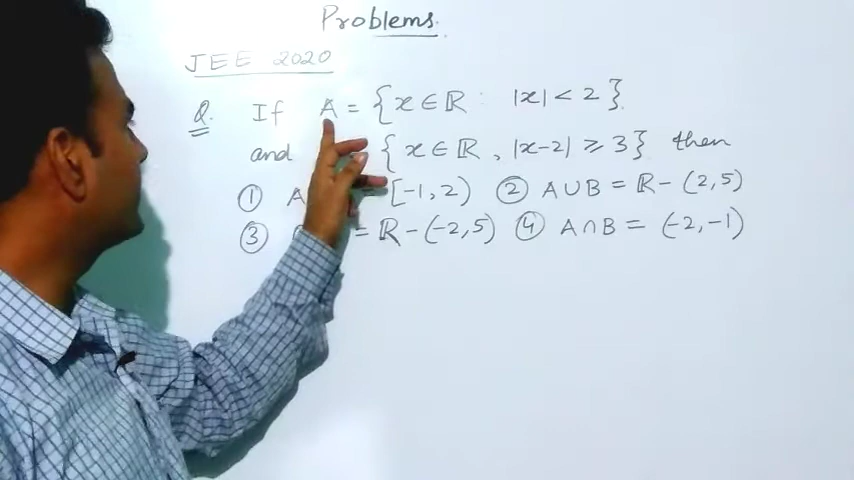 Problems.
JEE 2020
Q. If A = {x ∈ ℝ : |x| < 2}
and {x ∈ ℝ, |x-2| ≥ 3} then
① A = [-1, 2) ② A∪B = ℝ - (2,5)
③ = ℝ - (-2,5) ④ A∩B = (-2,-1)